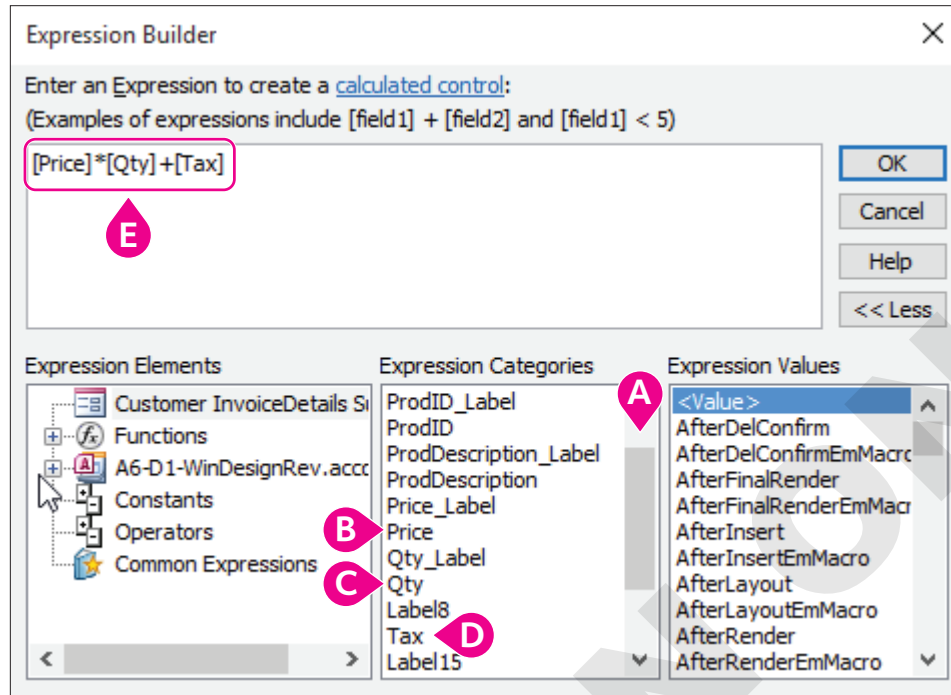 Expression Builder
Enter an Expression to create a calculated control:
(Examples of expressions include [field1] + [field2] and [field1] < 5)
[Price]*[Qty]+[Tax]
E
OK
Cancel
Help
<< Less
Expression Elements
Customer InvoiceDetails
Functions
A6-D1-WinDesignRev.accc
Constants
Operators
Common Expressions
Expression Categories
A
ProdID_Label
ProdID
ProdDescription_Label
ProdDescription
Price_Label
B
Price
Qty_Label
C
Qty
Label8
Tax
D
Label15
Expression Values
<Value>
AfterDelConfirm
AfterDelConfirmEmMacro
AfterFinalRender
AfterFinalRenderEmMacr
AfterInsert
AfterInsertEmMacro
AfterLayout
AfterLayoutEmMacro
AfterRender
AfterRenderEmMacro